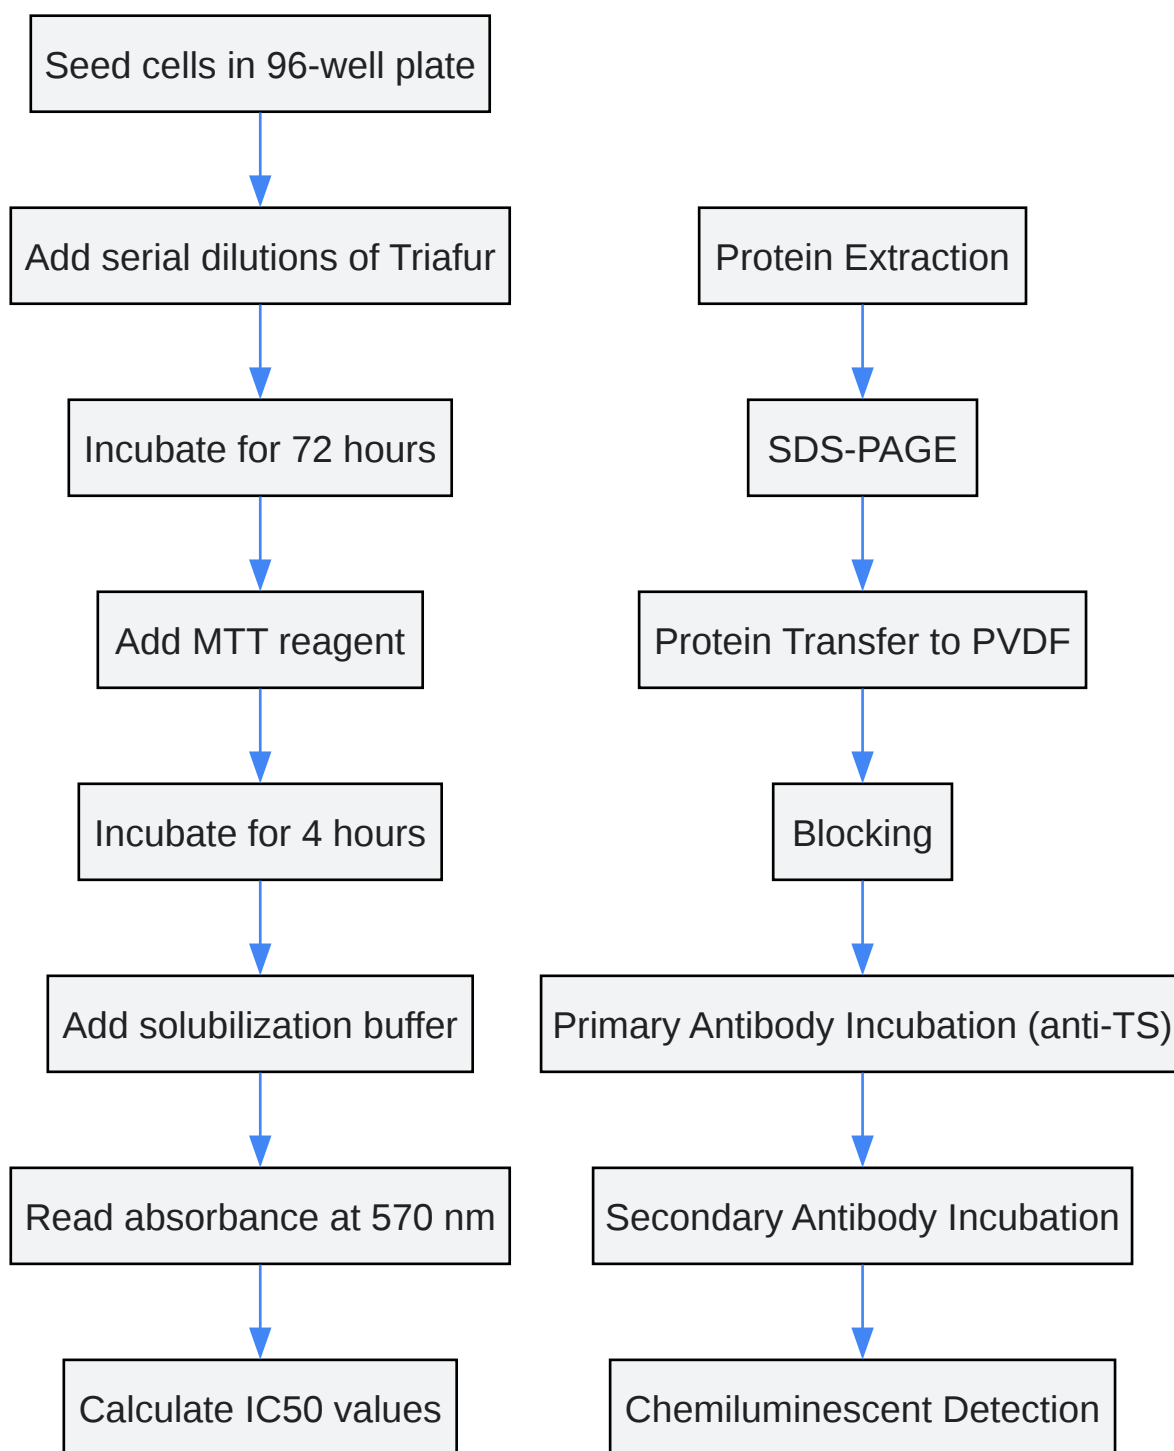 Seed cells in 96-well plate
Add serial dilutions of Triafur
Incubate for 72 hours
Add MTT reagent
Incubate for 4 hours
Add solubilization buffer
Read absorbance at 570 nm
Calculate IC50 values
Protein Extraction
SDS-PAGE
Protein Transfer to PVDF
Blocking
Primary Antibody Incubation (anti-TS)
Secondary Antibody Incubation
Chemiluminescent Detection